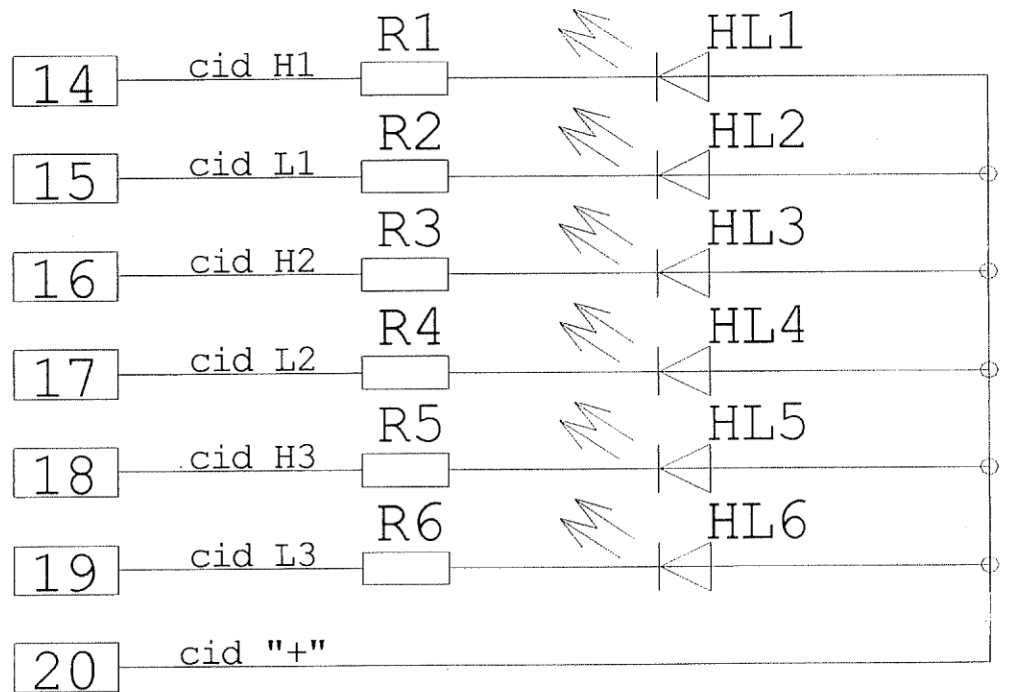 14 cid H1 R1 HL1
15 cid L1 R2 HL2
16 cid H2 R3 HL3
17 cid L2 R4 HL4
18 cid H3 R5 HL5
19 cid L3 R6 HL6
20 cid "+"